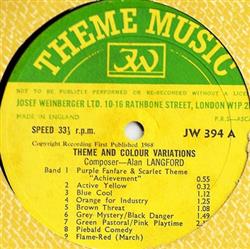 THEME MUSIC
JW
NOT TO BE PUBLICLY PERFORMED OR RE-RECORDED WITHOUT A LICE
JOSEF WEINBERGER LTD. 10-16 RATHBONE STREET, LONDON W1P 2
MADE IN ENGLAND
P.R.S.—ASCA
SPEED 33⅓ r.p.m.
JW 394 A
Copyright Recording First Published 1968
THEME AND COLOUR VARIATIONS
Composer—Alan LANGFORD
Band 1 Purple Fanfare & Scarlet Theme
"Achievement" 0.55
2 Active Yellow 0.52
3 Blue Cool 1.12
4 Orange for Industry 1.25
5 Brown Threat 1.08
6 Grey Mystery/Black Danger 1.49
7 Green Pastoral/Pink Playtime 2.
8 Piebald Comedy
9 Flame-Red (March)